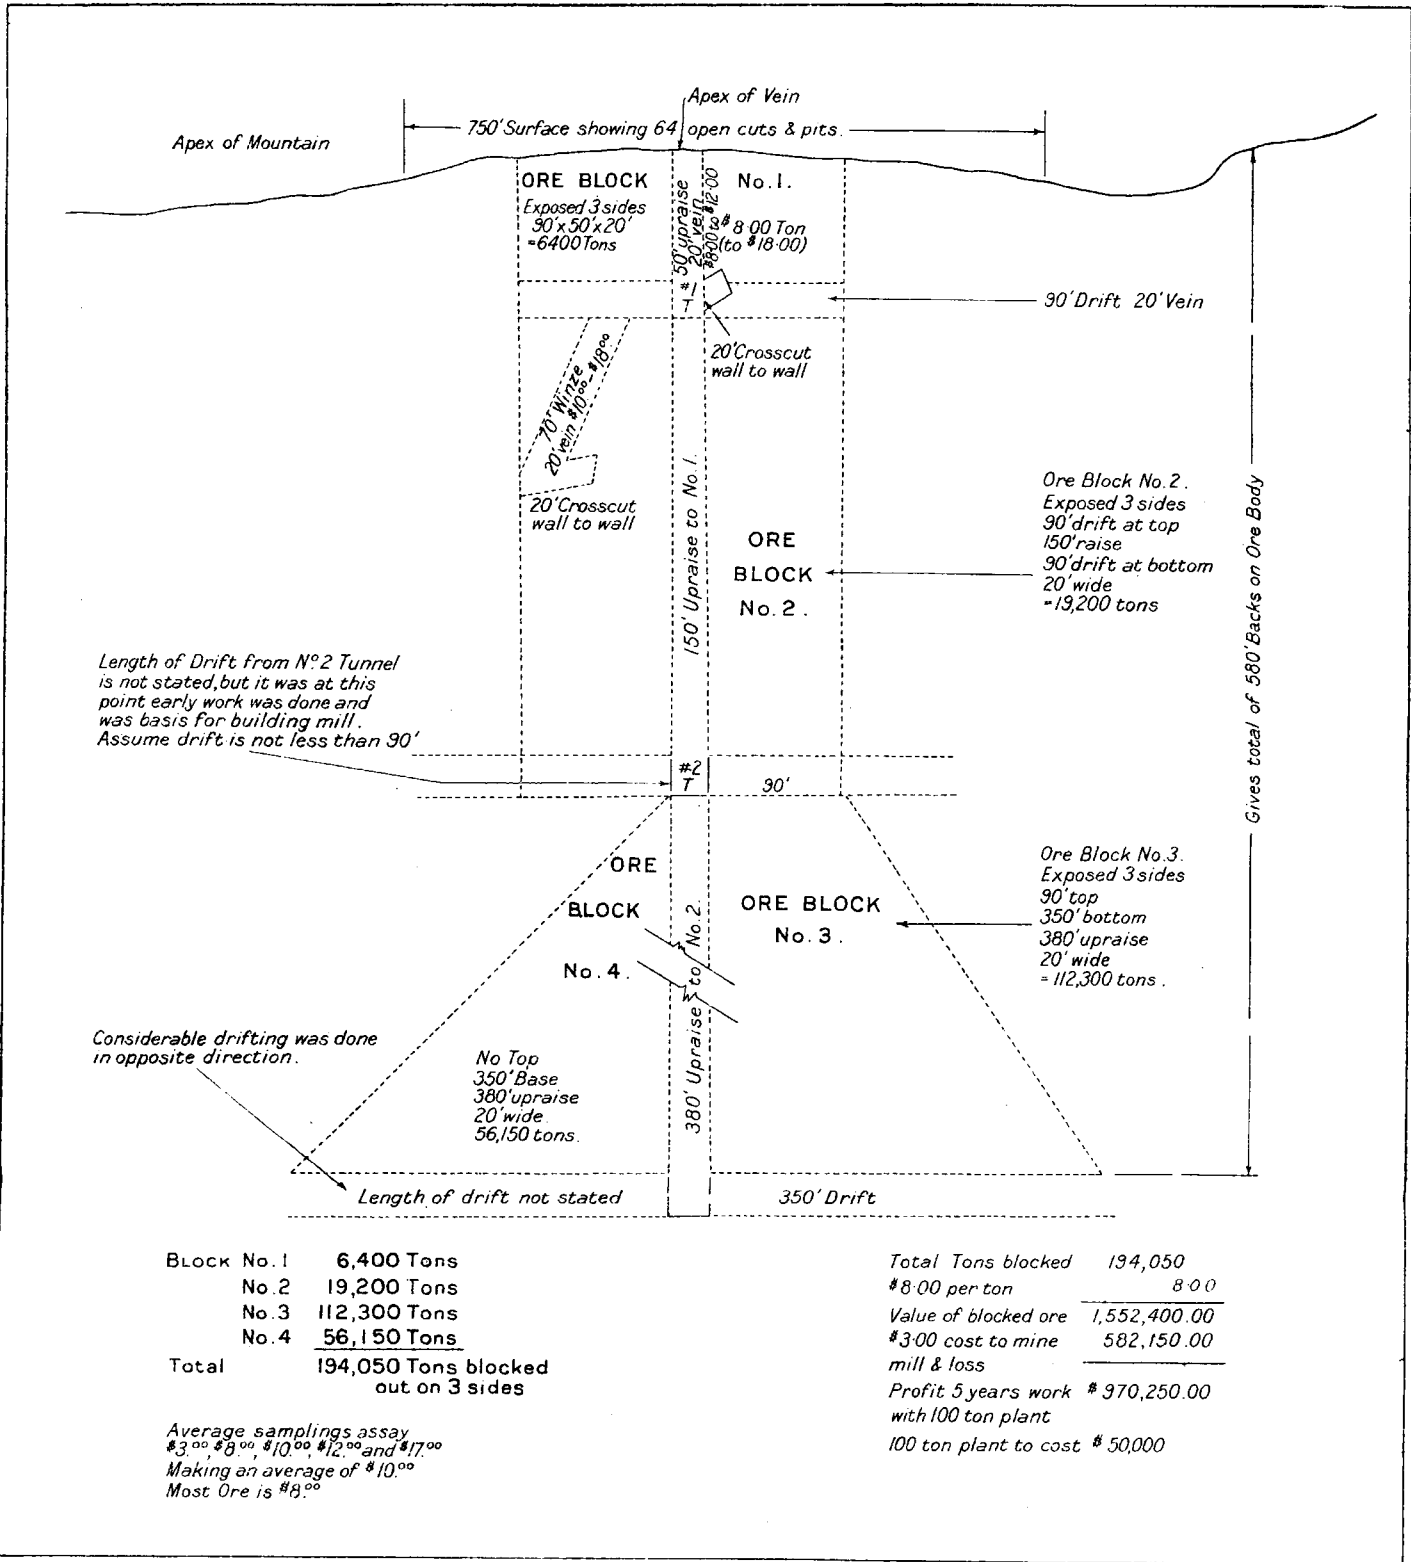 Apex of Vein
750' Surface showing 64 open cuts & pits.
Apex of Mountain
ORE BLOCK
Exposed 3 sides
90'x50'x20'
=6400 Tons
50' upraise
20' vein
$8·00 to $12·00
No.1.
$8·00 Ton
(to $18·00)
#1
T
90' Drift 20' Vein
20' Crosscut
wall to wall
70' Winze
20' vein $10.00-$18.00
20' Crosscut
wall to wall
150' Upraise to No.1.
ORE
BLOCK
No. 2.
Ore Block No. 2.
Exposed 3 sides
90' drift at top
150' raise
90' drift at bottom
20' wide
=19,200 tons
Gives total of 580' Backs on Ore Body
Length of Drift from No. 2 Tunnel
is not stated, but it was at this
point early work was done and
was basis for building mill.
Assume drift is not less than 90'
#2
T
90'
ORE
BLOCK
No. 4.
380' Upraise to No. 2.
ORE BLOCK
No. 3.
Ore Block No.3.
Exposed 3 sides
90' top
350' bottom
380' upraise
20' wide
= 112,300 tons.
Considerable drifting was done
in opposite direction.
No Top
350' Base
380' upraise
20' wide
56,150 tons.
Length of drift not stated
350' Drift
BLOCK No. 1 6,400 Tons
No. 2 19,200 Tons
No. 3 112,300 Tons
No. 4 56,150 Tons
Total 194,050 Tons blocked
out on 3 sides
Average samplings assay
$3.00, $8.00, $10.00, $12.00 and $17.00
Making an average of $10.00
Most Ore is $8.00
Total Tons blocked 194,050
$8·00 per ton 8·00
Value of blocked ore 1,552,400.00
$3·00 cost to mine 582,150.00
mill & loss
Profit 5 years work $970,250.00
with 100 ton plant
100 ton plant to cost $50,000